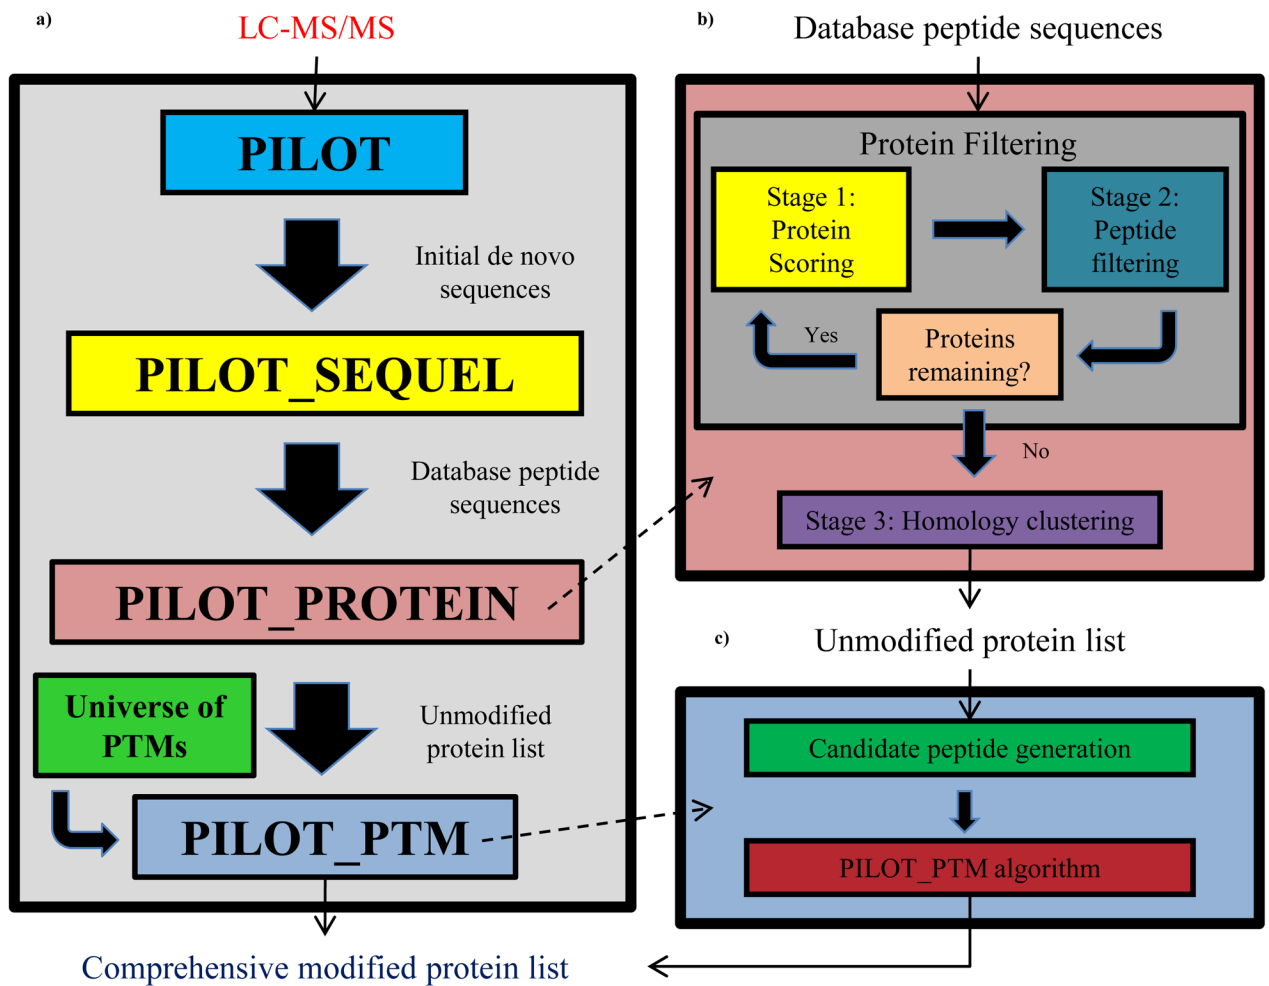 a)
LC-MS/MS
PILOT
Initial de novo
sequences
PILOT_SEQUEL
Database peptide
sequences
PILOT_PROTEIN
Universe of
PTMs
Unmodified
protein list
PILOT_PTM
Comprehensive modified protein list
b)
Database peptide sequences
Protein Filtering
Stage 1:
Protein
Scoring
Stage 2:
Peptide
filtering
Yes
Proteins
remaining?
No
Stage 3: Homology clustering
c)
Unmodified protein list
Candidate peptide generation
PILOT_PTM algorithm